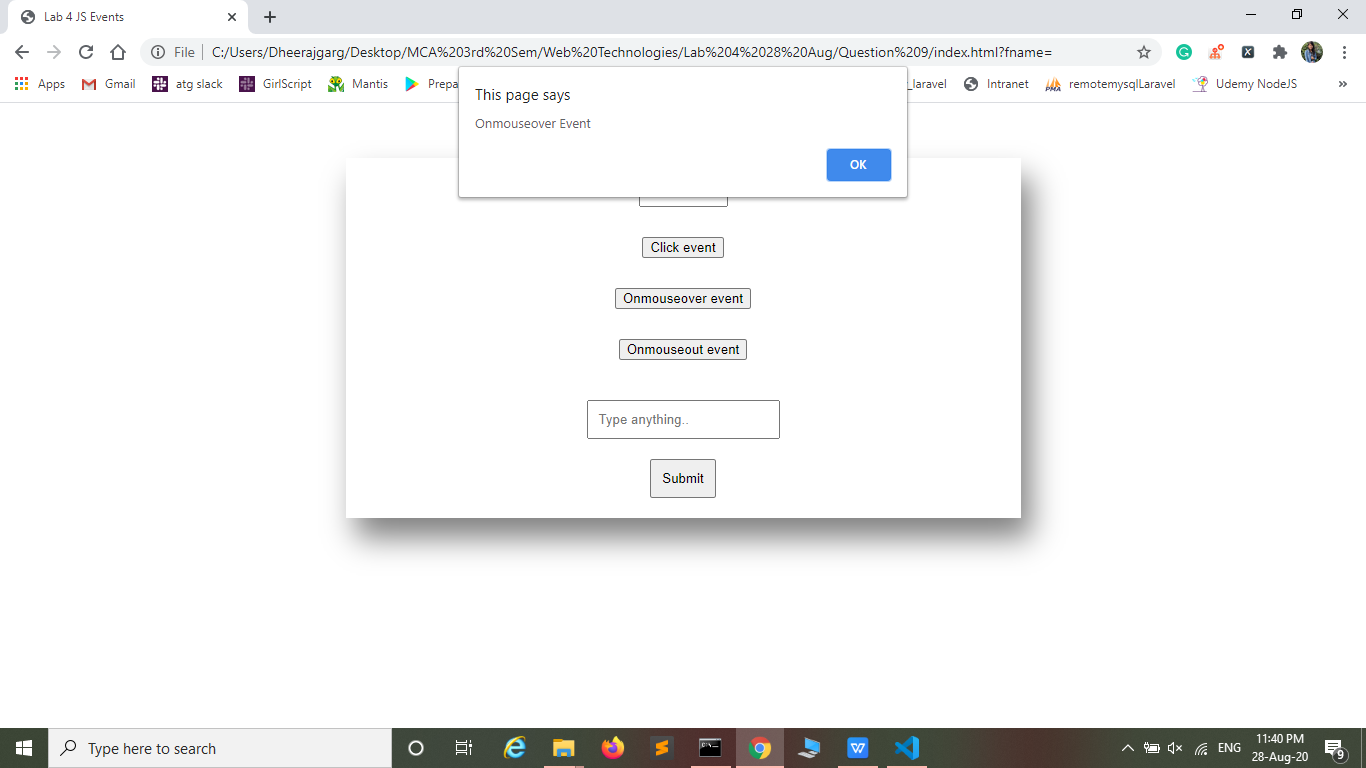 Lab 4 JS Events
File
C:/Users/Dheerajgarg/Desktop/MCA%203rd%20Sem/Web%20Technologies/Lab%204%2028%20Aug/Question%209/index.html?fname=
Apps Gmail atg slack GirlScript Mantis Prepa _laravel Intranet remotemysqlLaravel Udemy NodeJS »
This page says
Onmouseover Event
OK
Click event
Onmouseover event
Onmouseout event
Type anything..
Submit
Type here to search
ENG
11:40 PM
28-Aug-20
9